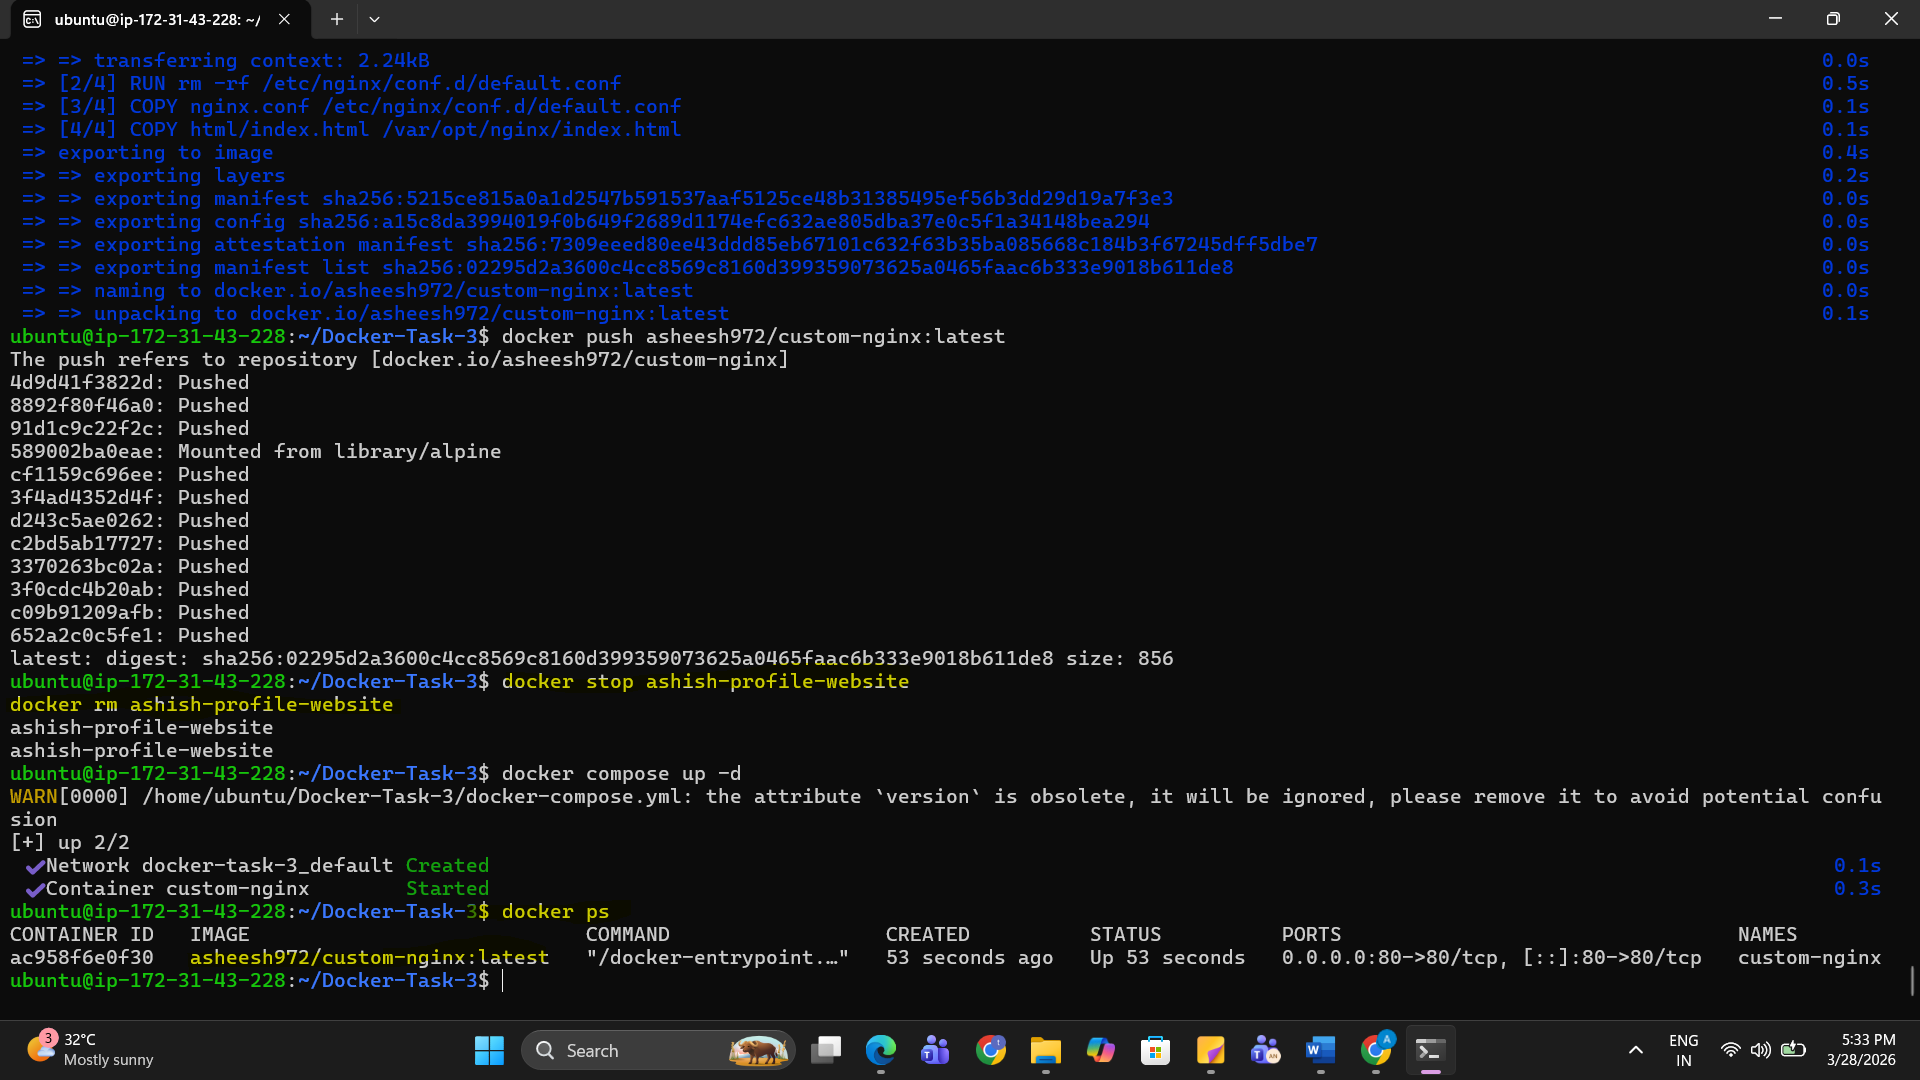 ubuntu@ip-172-31-43-228: ~/
=> => transferring context: 2.24kB 0.0s
=> [2/4] RUN rm -rf /etc/nginx/conf.d/default.conf 0.5s
=> [3/4] COPY nginx.conf /etc/nginx/conf.d/default.conf 0.1s
=> [4/4] COPY html/index.html /var/opt/nginx/index.html 0.1s
=> exporting to image 0.4s
=> => exporting layers 0.2s
=> => exporting manifest sha256:5215ce815a0a1d2547b591537aaf5125ce48b31385495ef56b3dd29d19a7f3e3 0.0s
=> => exporting config sha256:a15c8da3994019f0b649f2689d1174efc632ae805dba37e0c5f1a34148bea294 0.0s
=> => exporting attestation manifest sha256:7309eeed80ee43ddd85eb67101c632f63b35ba085668c184b3f67245dff5dbe7 0.0s
=> => exporting manifest list sha256:02295d2a3600c4cc8569c8160d399359073625a0465faac6b333e9018b611de8 0.0s
=> => naming to docker.io/asheesh972/custom-nginx:latest 0.0s
=> => unpacking to docker.io/asheesh972/custom-nginx:latest 0.1s
ubuntu@ip-172-31-43-228:~/Docker-Task-3$ docker push asheesh972/custom-nginx:latest
The push refers to repository [docker.io/asheesh972/custom-nginx]
4d9d41f3822d: Pushed
8892f80f46a0: Pushed
91d1c9c22f2c: Pushed
589002ba0eae: Mounted from library/alpine
cf1159c696ee: Pushed
3f4ad4352d4f: Pushed
d243c5ae0262: Pushed
c2bd5ab17727: Pushed
3370263bc02a: Pushed
3f0cdc4b20ab: Pushed
c09b91209afb: Pushed
652a2c0c5fe1: Pushed
latest: digest: sha256:02295d2a3600c4cc8569c8160d399359073625a0465faac6b333e9018b611de8 size: 856
ubuntu@ip-172-31-43-228:~/Docker-Task-3$ docker stop ashish-profile-website
docker rm ashish-profile-website
ashish-profile-website
ashish-profile-website
ubuntu@ip-172-31-43-228:~/Docker-Task-3$ docker compose up -d
WARN[0000] /home/ubuntu/Docker-Task-3/docker-compose.yml: the attribute `version` is obsolete, it will be ignored, please remove it to avoid potential confu
sion
[+] up 2/2
✔Network docker-task-3_default Created 0.1s
✔Container custom-nginx Started 0.3s
ubuntu@ip-172-31-43-228:~/Docker-Task-3$ docker ps
CONTAINER ID IMAGE COMMAND CREATED STATUS PORTS NAMES
ac958f6e0f30 asheesh972/custom-nginx:latest "/docker-entrypoint.…" 53 seconds ago Up 53 seconds 0.0.0.0:80->80/tcp, [::]:80->80/tcp custom-nginx
ubuntu@ip-172-31-43-228:~/Docker-Task-3$
3
32°C
Mostly sunny
Search
ENG
IN
5:33 PM
3/28/2026